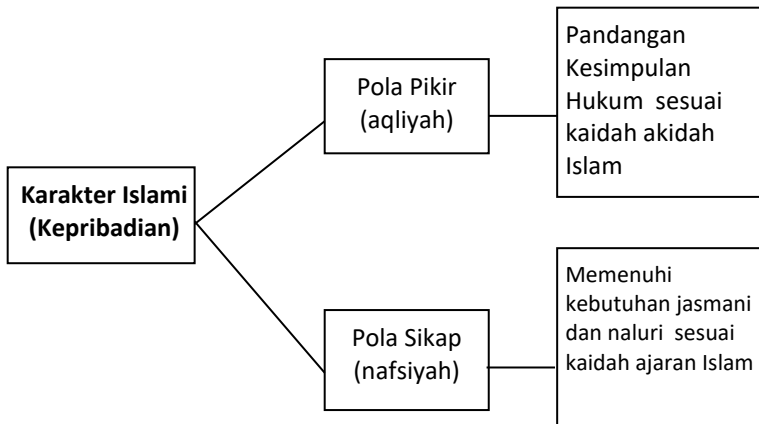 Karakter Islami
(Kepribadian)
Pola Pikir
(aqliyah)
Pandangan
Kesimpulan
Hukum sesuai
kaidah akidah
Islam
Pola Sikap
(nafsiyah)
Memenuhi
kebutuhan jasmani
dan naluri sesuai
kaidah ajaran Islam